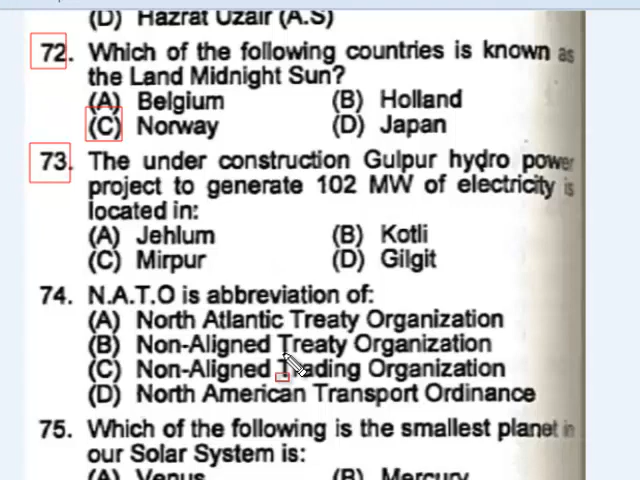 (D) Hazrat Uzair (A.S)
72. Which of the following countries is known as
the Land Midnight Sun?
(A) Belgium (B) Holland
(C) Norway (D) Japan
73. The under construction Gulpur hydro power
project to generate 102 MW of electricity is
located in:
(A) Jehlum (B) Kotli
(C) Mirpur (D) Gilgit
74. N.A.T.O is abbreviation of:
(A) North Atlantic Treaty Organization
(B) Non-Aligned Treaty Organization
(C) Non-Aligned Trading Organization
(D) North American Transport Ordinance
75. Which of the following is the smallest planet in
our Solar System is:
(A) Venus (B) Mercury